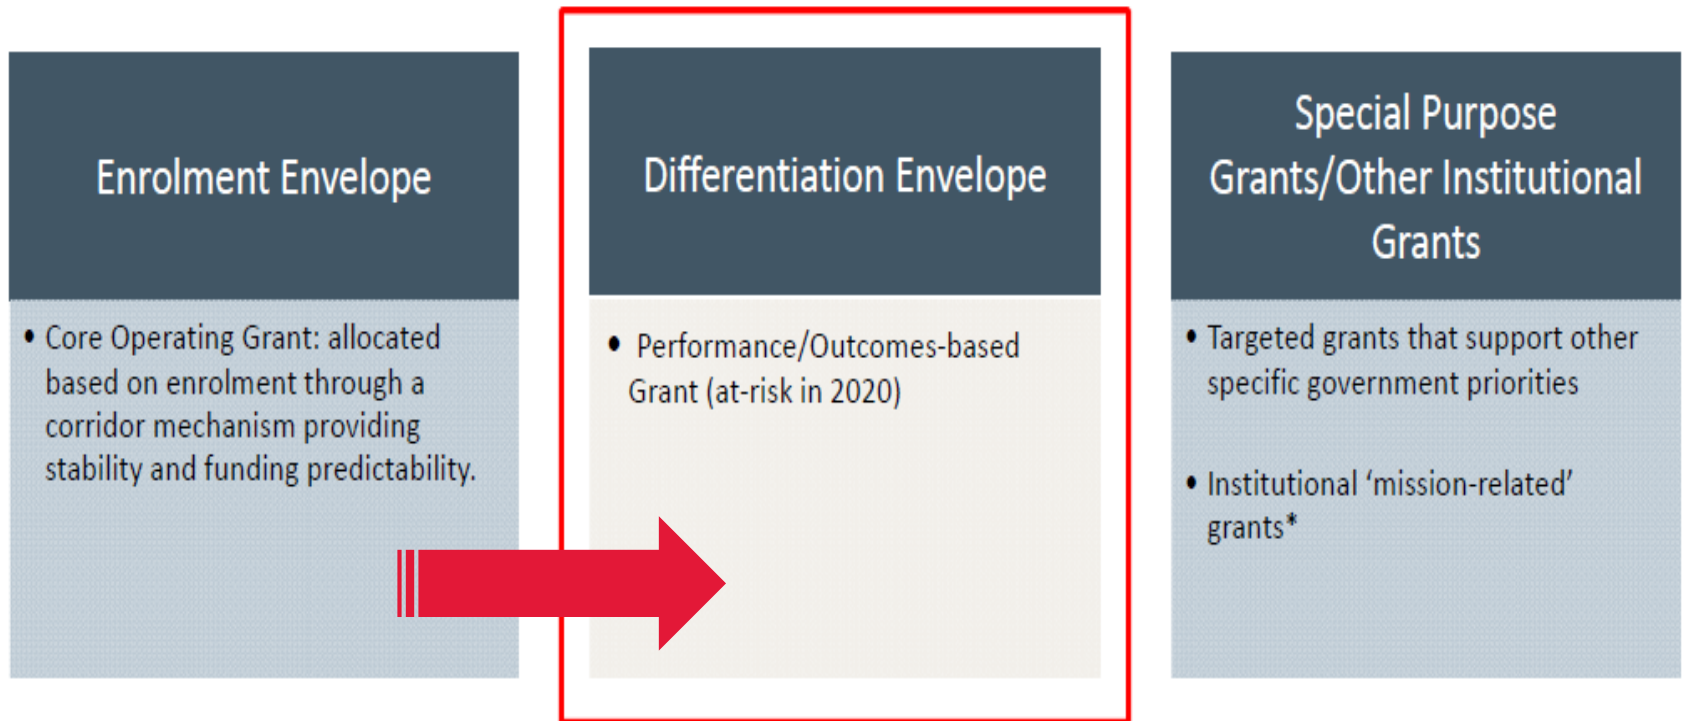 Enrolment Envelope
• Core Operating Grant: allocated
based on enrolment through a
corridor mechanism providing
stability and funding predictability.
Differentiation Envelope
• Performance/Outcomes-based
Grant (at-risk in 2020)
Special Purpose
Grants/Other Institutional
Grants
• Targeted grants that support other
specific government priorities
• Institutional ‘mission-related’
grants*